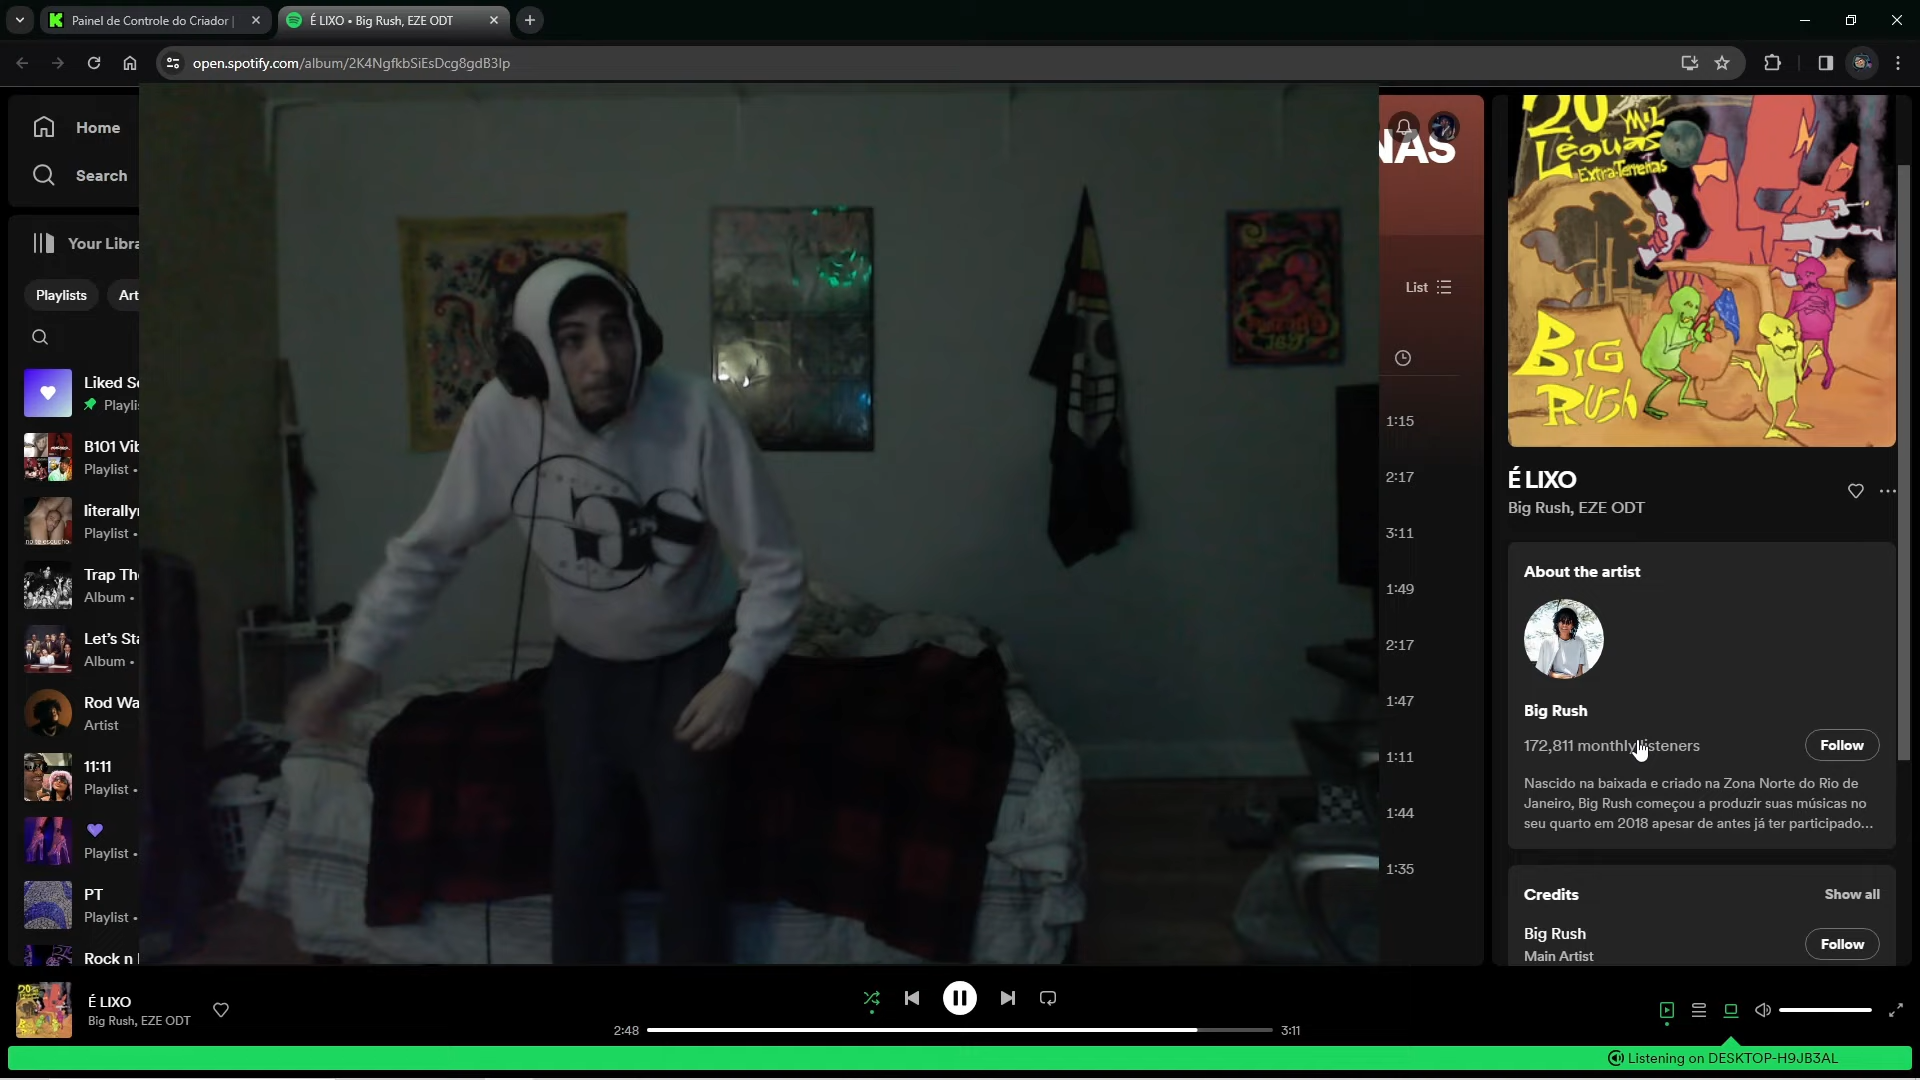 Painel de Controle do Criador |
É LIXO • Big Rush, EZE ODT
open.spotify.com/album/2K4NgfkbSiEsDcg8gdB3Ip
Home
Search
Your Libra
Playlists
Art
Liked So
Playlis
B101 Vib
Playlist •
literallyr
Playlist •
Trap The
Album •
Let's Sta
Album •
Rod Wa
Artist
11:11
Playlist •
Playlist •
PT
Playlist •
Rock n
NAS
List
1:15
2:17
3:11
1:49
2:17
1:47
1:11
1:44
1:35
20
Mil
Léguas
Extra-Terrenas
BIG
RUSH
É LIXO
Big Rush, EZE ODT
About the artist
Big Rush
172,811 monthly listeners
Follow
Nascido na baixada e criado na Zona Norte do Rio de
Janeiro, Big Rush começou a produzir suas músicas no
seu quarto em 2018 apesar de antes já ter participado...
Credits
Show all
Big Rush
Main Artist
Follow
É LIXO
Big Rush, EZE ODT
2:48
3:11
Listening on DESKTOP-H9JB3AL